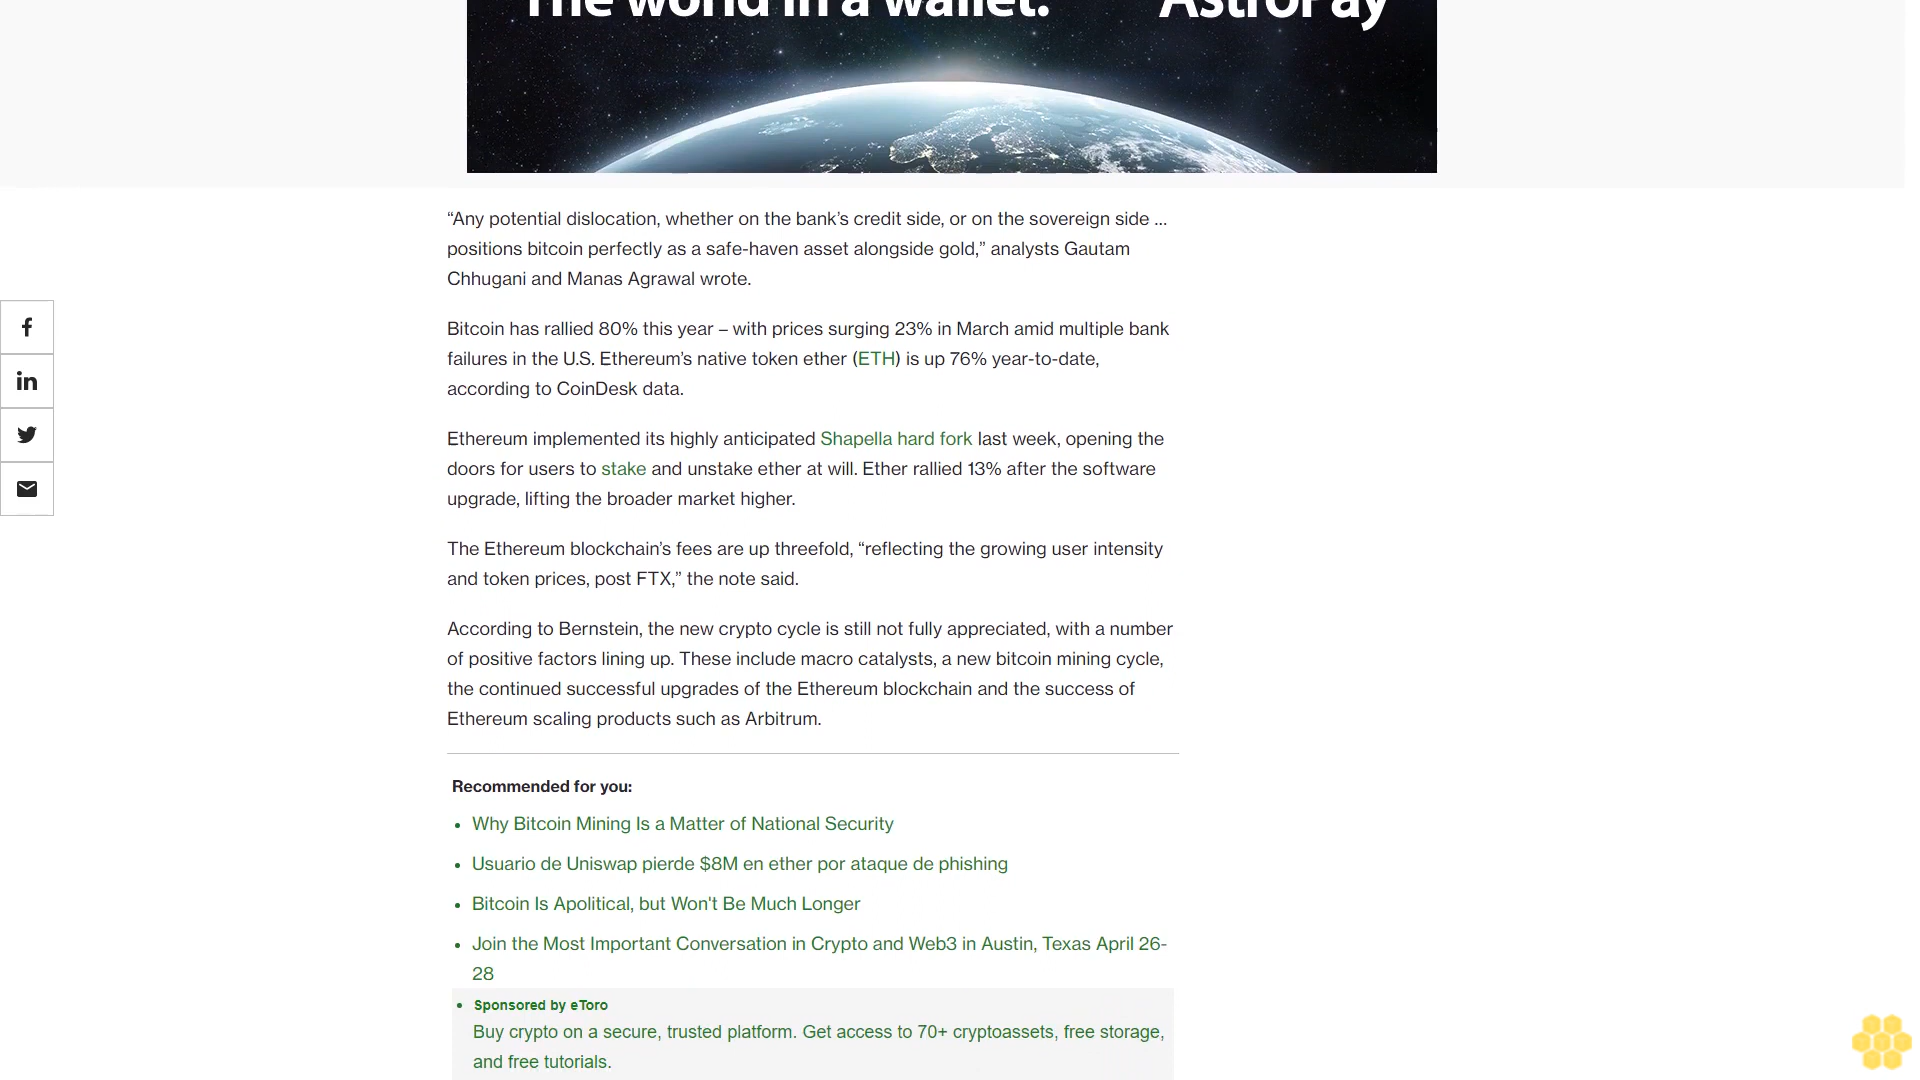 The world in a wallet. AstroPay
“Any potential dislocation, whether on the bank’s credit side, or on the sovereign side ...
positions bitcoin perfectly as a safe-haven asset alongside gold,” analysts Gautam
Chhugani and Manas Agrawal wrote.
Bitcoin has rallied 80% this year – with prices surging 23% in March amid multiple bank
failures in the U.S. Ethereum’s native token ether (ETH) is up 76% year-to-date,
according to CoinDesk data.
Ethereum implemented its highly anticipated Shapella hard fork last week, opening the
doors for users to stake and unstake ether at will. Ether rallied 13% after the software
upgrade, lifting the broader market higher.
The Ethereum blockchain’s fees are up threefold, “reflecting the growing user intensity
and token prices, post FTX,” the note said.
According to Bernstein, the new crypto cycle is still not fully appreciated, with a number
of positive factors lining up. These include macro catalysts, a new bitcoin mining cycle,
the continued successful upgrades of the Ethereum blockchain and the success of
Ethereum scaling products such as Arbitrum.
Recommended for you:
• Why Bitcoin Mining Is a Matter of National Security
• Usuario de Uniswap pierde $8M en ether por ataque de phishing
• Bitcoin Is Apolitical, but Won't Be Much Longer
• Join the Most Important Conversation in Crypto and Web3 in Austin, Texas April 26-
28
• Sponsored by eToro
Buy crypto on a secure, trusted platform. Get access to 70+ cryptoassets, free storage,
and free tutorials.